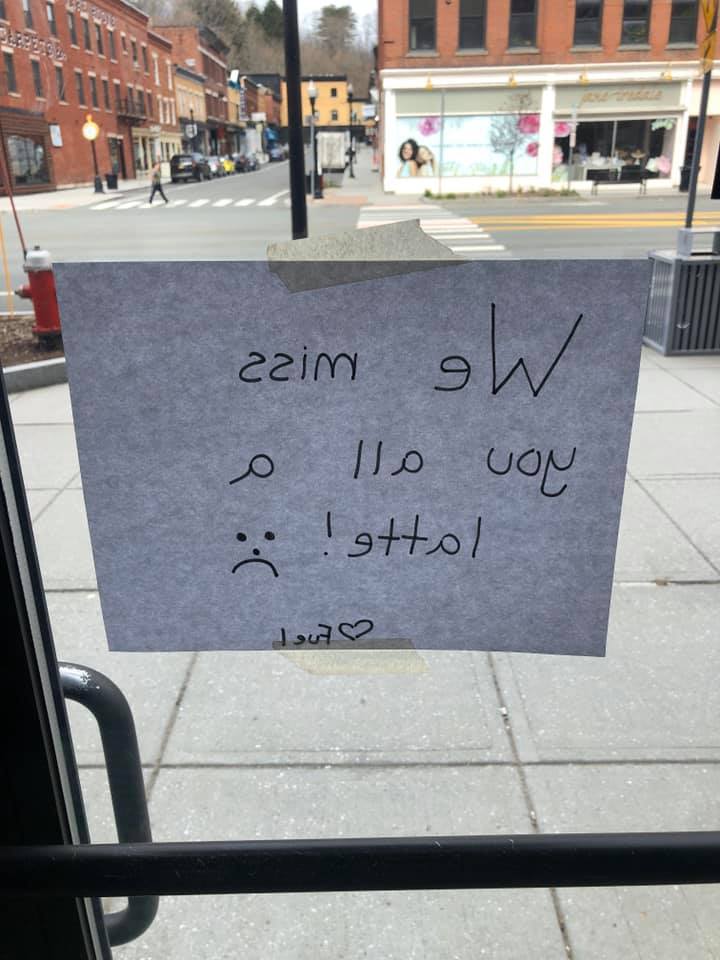 We miss
you all a
latte! :(
♡ Fuel